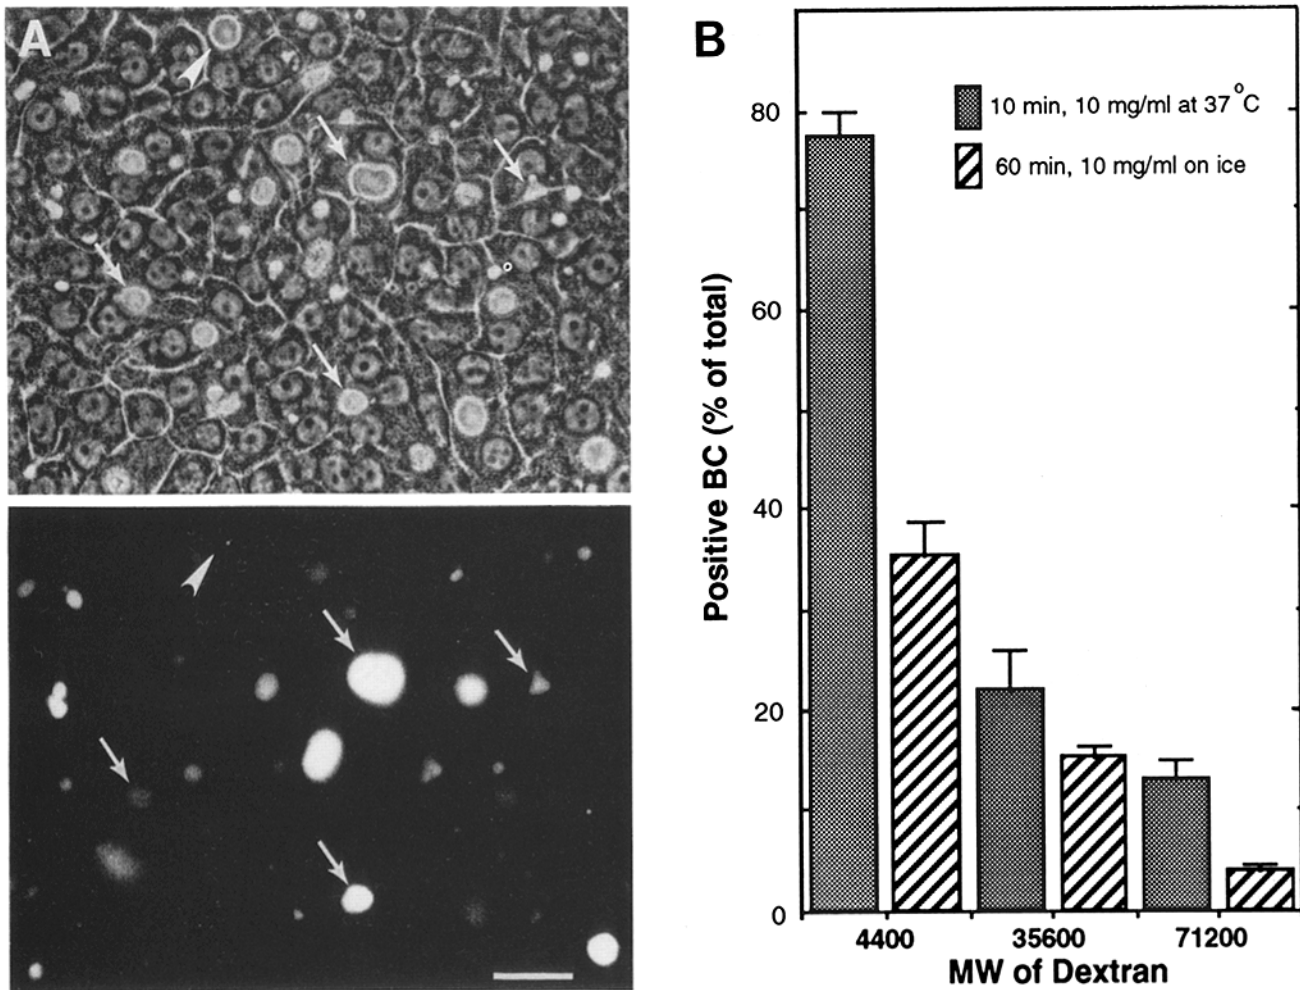 A
B
10 min, 10 mg/ml at 37 °C
60 min, 10 mg/ml on ice
Positive BC (% of total)
80
60
40
20
0
4400 35600 71200
MW of Dextran